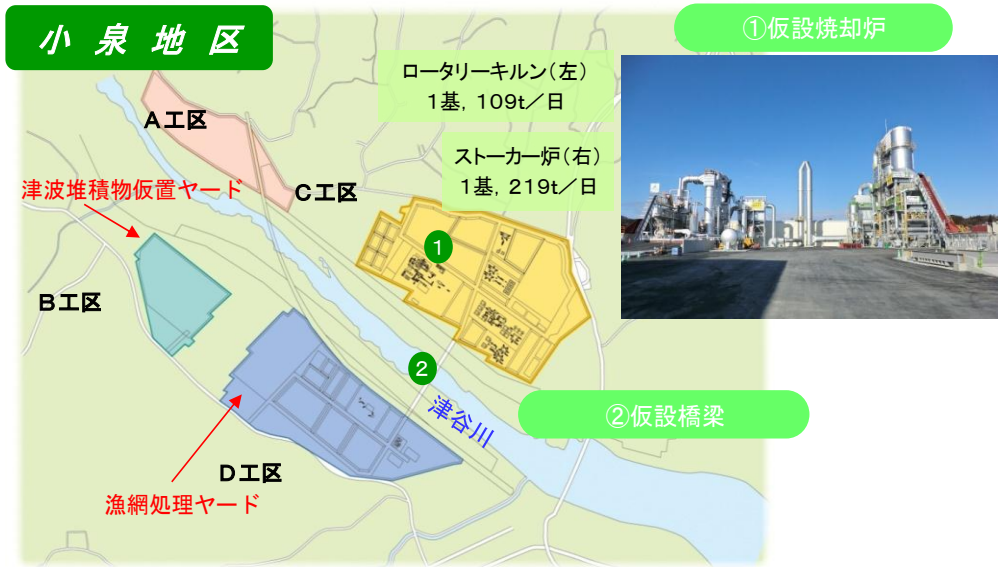 小泉地区
①仮設焼却炉
ロータリーキルン(左)
1基，109t／日
ストーカー炉(右)
1基，219t／日
A工区
津波堆積物仮置ヤード
C工区
1
B工区
2
津谷川
②仮設橋梁
D工区
漁網処理ヤード